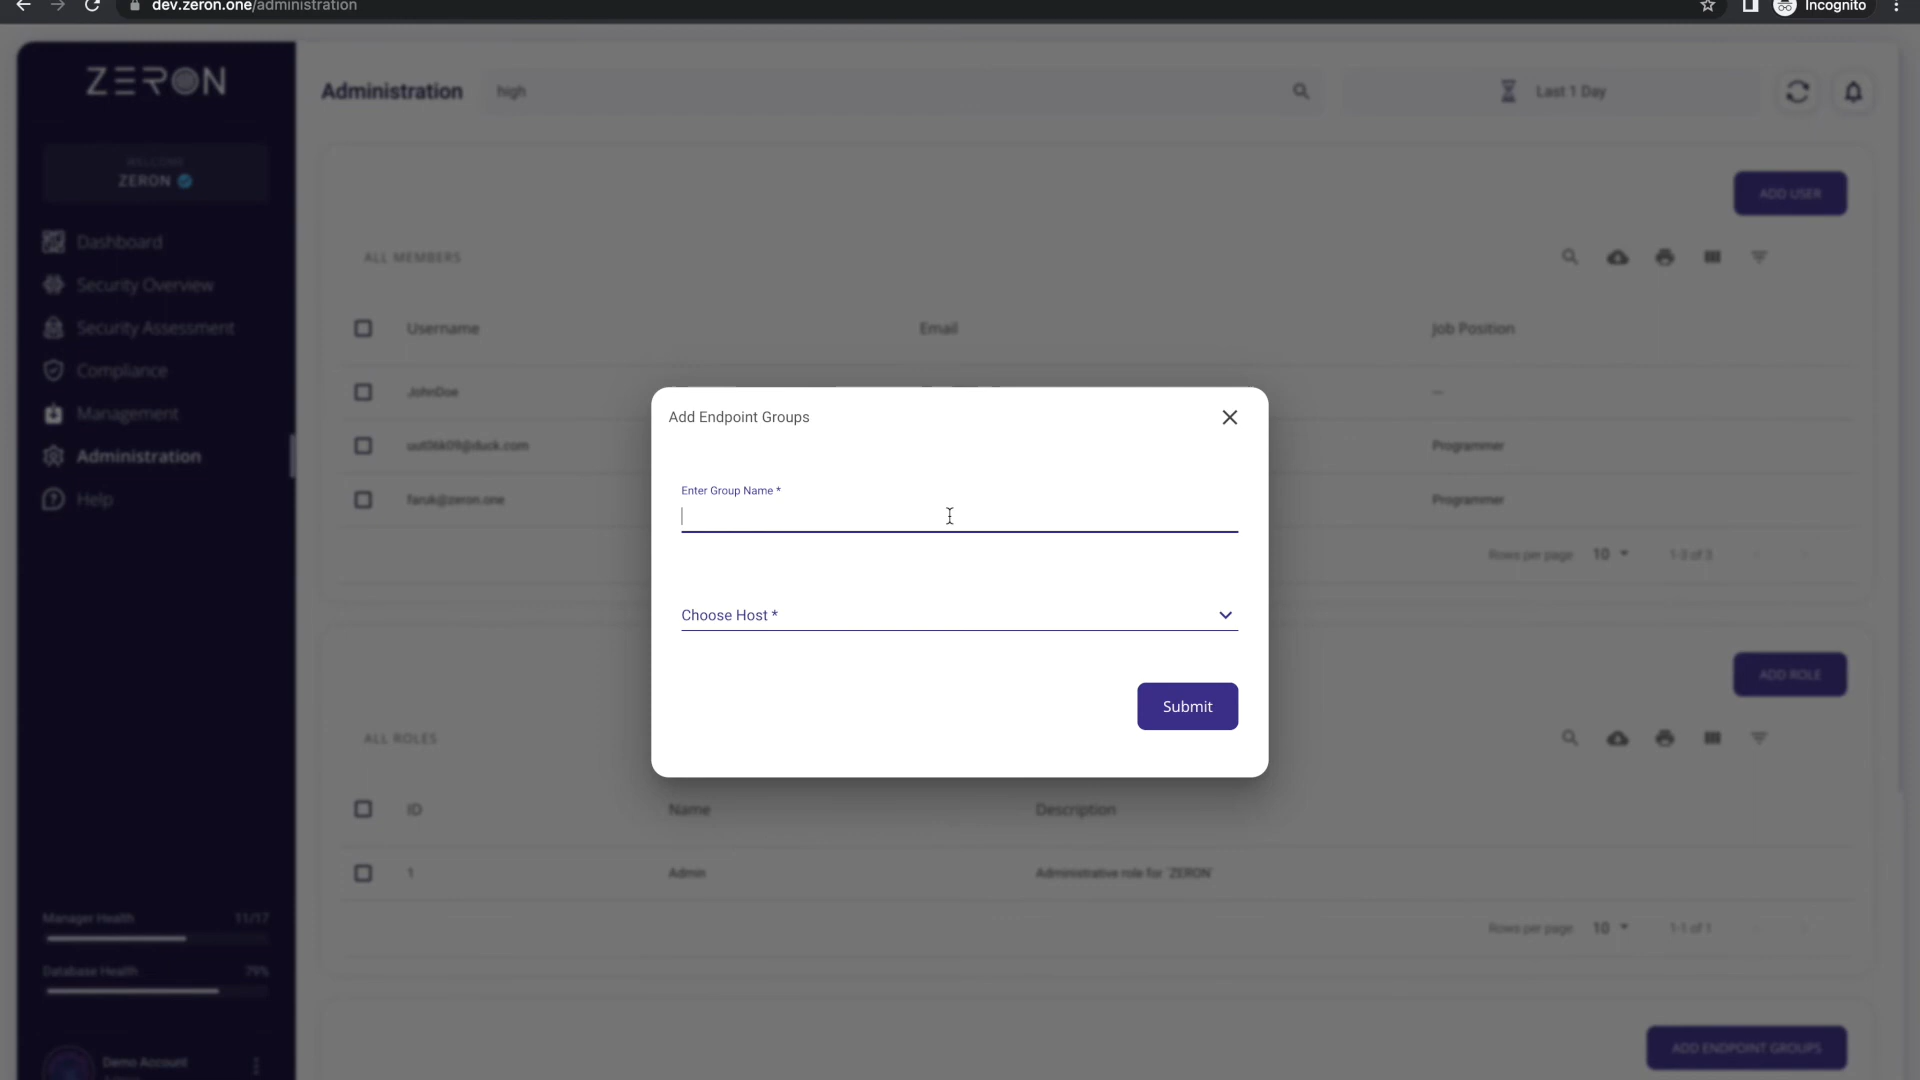 dev.zeron.one/administration
Incognito
ZERON
Administration
high
Last 1 Day
WELCOME
ZERON
ADD USER
Dashboard
ALL MEMBERS
Security Overview
Security Assessment
Username
Email
Job Position
Compliance
JohnDoe
Management
Add Endpoint Groups
Programmer
Administration
Enter Group Name *
Help
faruk@zeron.one
Programmer
Rows per page
10
1-3 of 3
Choose Host *
ADD ROLE
Submit
ALL ROLES
ID
Name
Description
1
Admin
Administrative role for `ZERON`
Manager Health
11/17
Rows per page
10
1-1 of 1
Database Health
79%
ADD ENDPOINT GROUPS
Demo Account